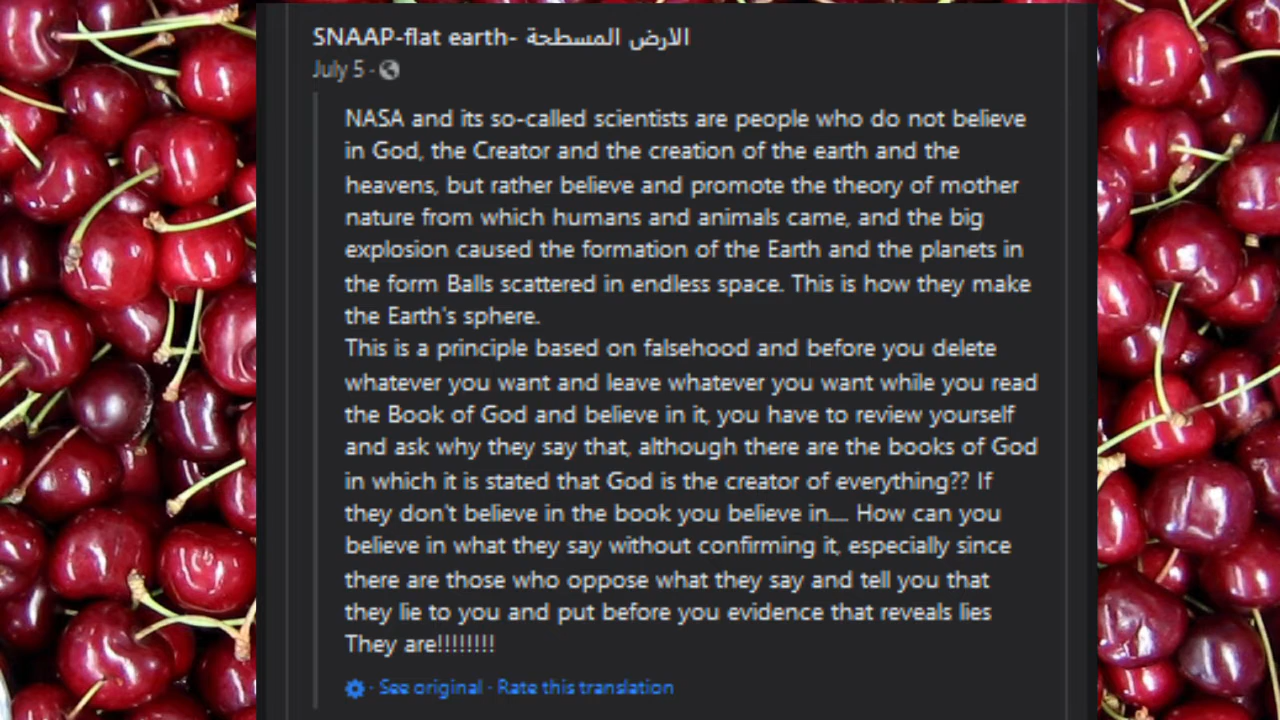 SNAAP-flat earth- الارض المسطحة
July 5 ·
NASA and its so-called scientists are people who do not believe
in God, the Creator and the creation of the earth and the
heavens, but rather believe and promote the theory of mother
nature from which humans and animals came, and the big
explosion caused the formation of the Earth and the planets in
the form Balls scattered in endless space. This is how they make
the Earth's sphere.
This is a principle based on falsehood and before you delete
whatever you want and leave whatever you want while you read
the Book of God and believe in it, you have to review yourself
and ask why they say that, although there are the books of God
in which it is stated that God is the creator of everything?? If
they don't believe in the book you believe in.... How can you
believe in what they say without confirming it, especially since
there are those who oppose what they say and tell you that
they lie to you and put before you evidence that reveals lies
They are!!!!!!!!
· See original · Rate this translation